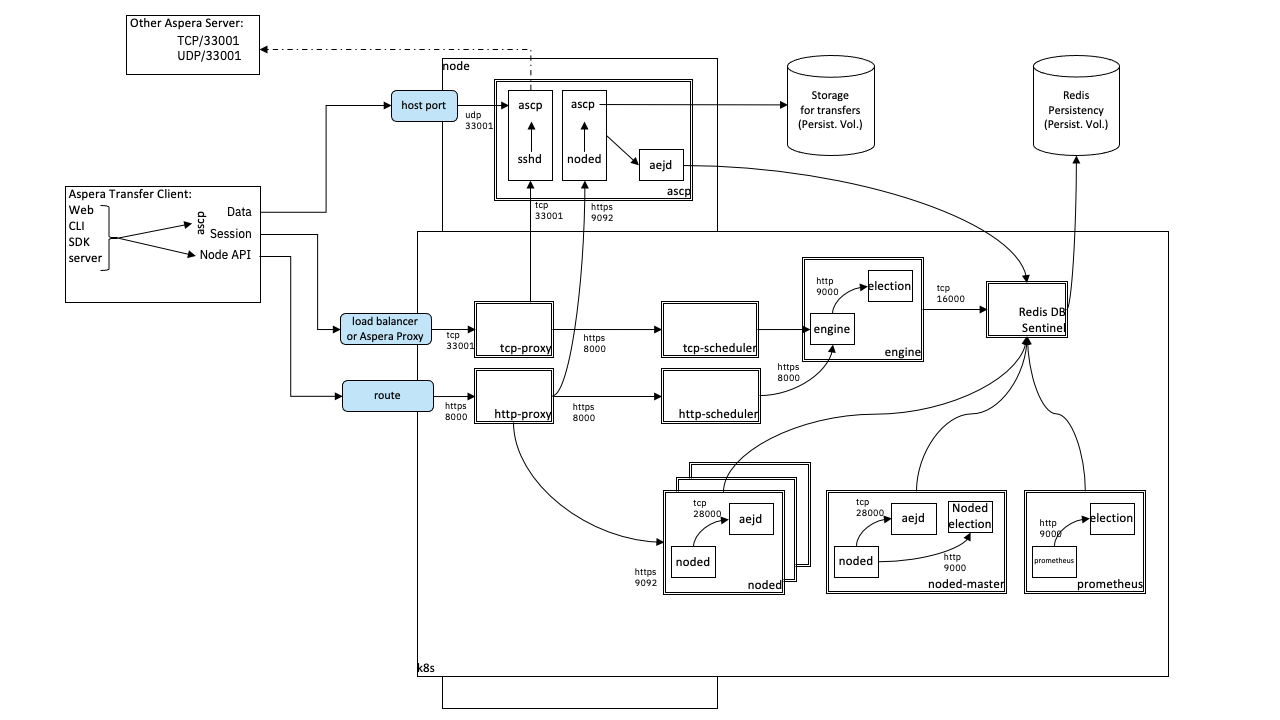 Other Aspera Server:
TCP/33001
UDP/33001
node
host port
udp
33001
ascp
sshd
ascp
noded
aejd
ascp
tcp
33001
https
9092
Storage
for transfers
(Persist. Vol.)
Redis
Persistency
(Persist. Vol.)
Aspera Transfer Client:
Web
CLI
SDK
server
ascp
Data
Session
Node API
load balancer
or Aspera Proxy
tcp
33001
tcp-proxy
https
8000
tcp-scheduler
http
9000
election
engine
engine
tcp
16000
Redis DB
Sentinel
route
https
8000
http-proxy
https
8000
http-scheduler
https
8000
https
9092
tcp
28000
aejd
noded
noded
tcp
28000
aejd
Noded
election
noded
http
9000
noded-master
http
9000
election
prometheus
prometheus
k8s